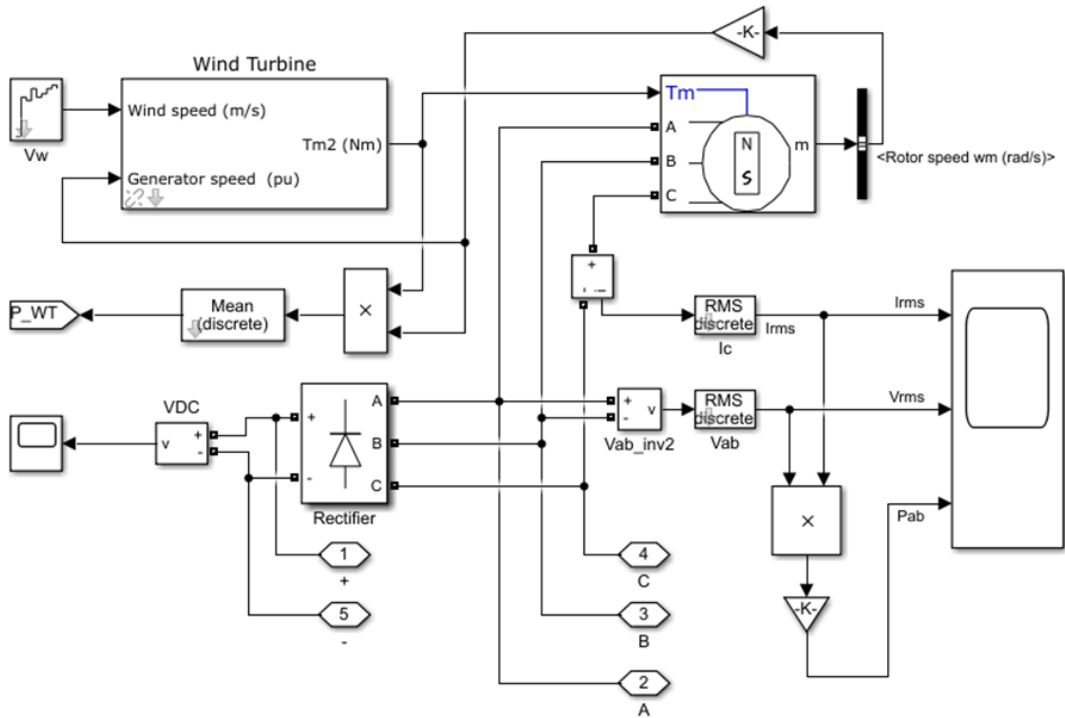 -K-
Wind Turbine
Wind speed (m/s)
Tm2 (Nm)
Generator speed (pu)
Vw
Tm
A
B
C
N
S
m
<Rotor speed wm (rad/s)>
+
-
P_WT
Mean
(discrete)
×
RMS
discrete
Ic
Irms
Irms
VDC
v
+
-
+
-
A
B
C
Rectifier
+
-
v
Vab_inv2
RMS
discrete
Vab
Vrms
×
Pab
-K-
1
+
5
-
4
C
3
B
2
A